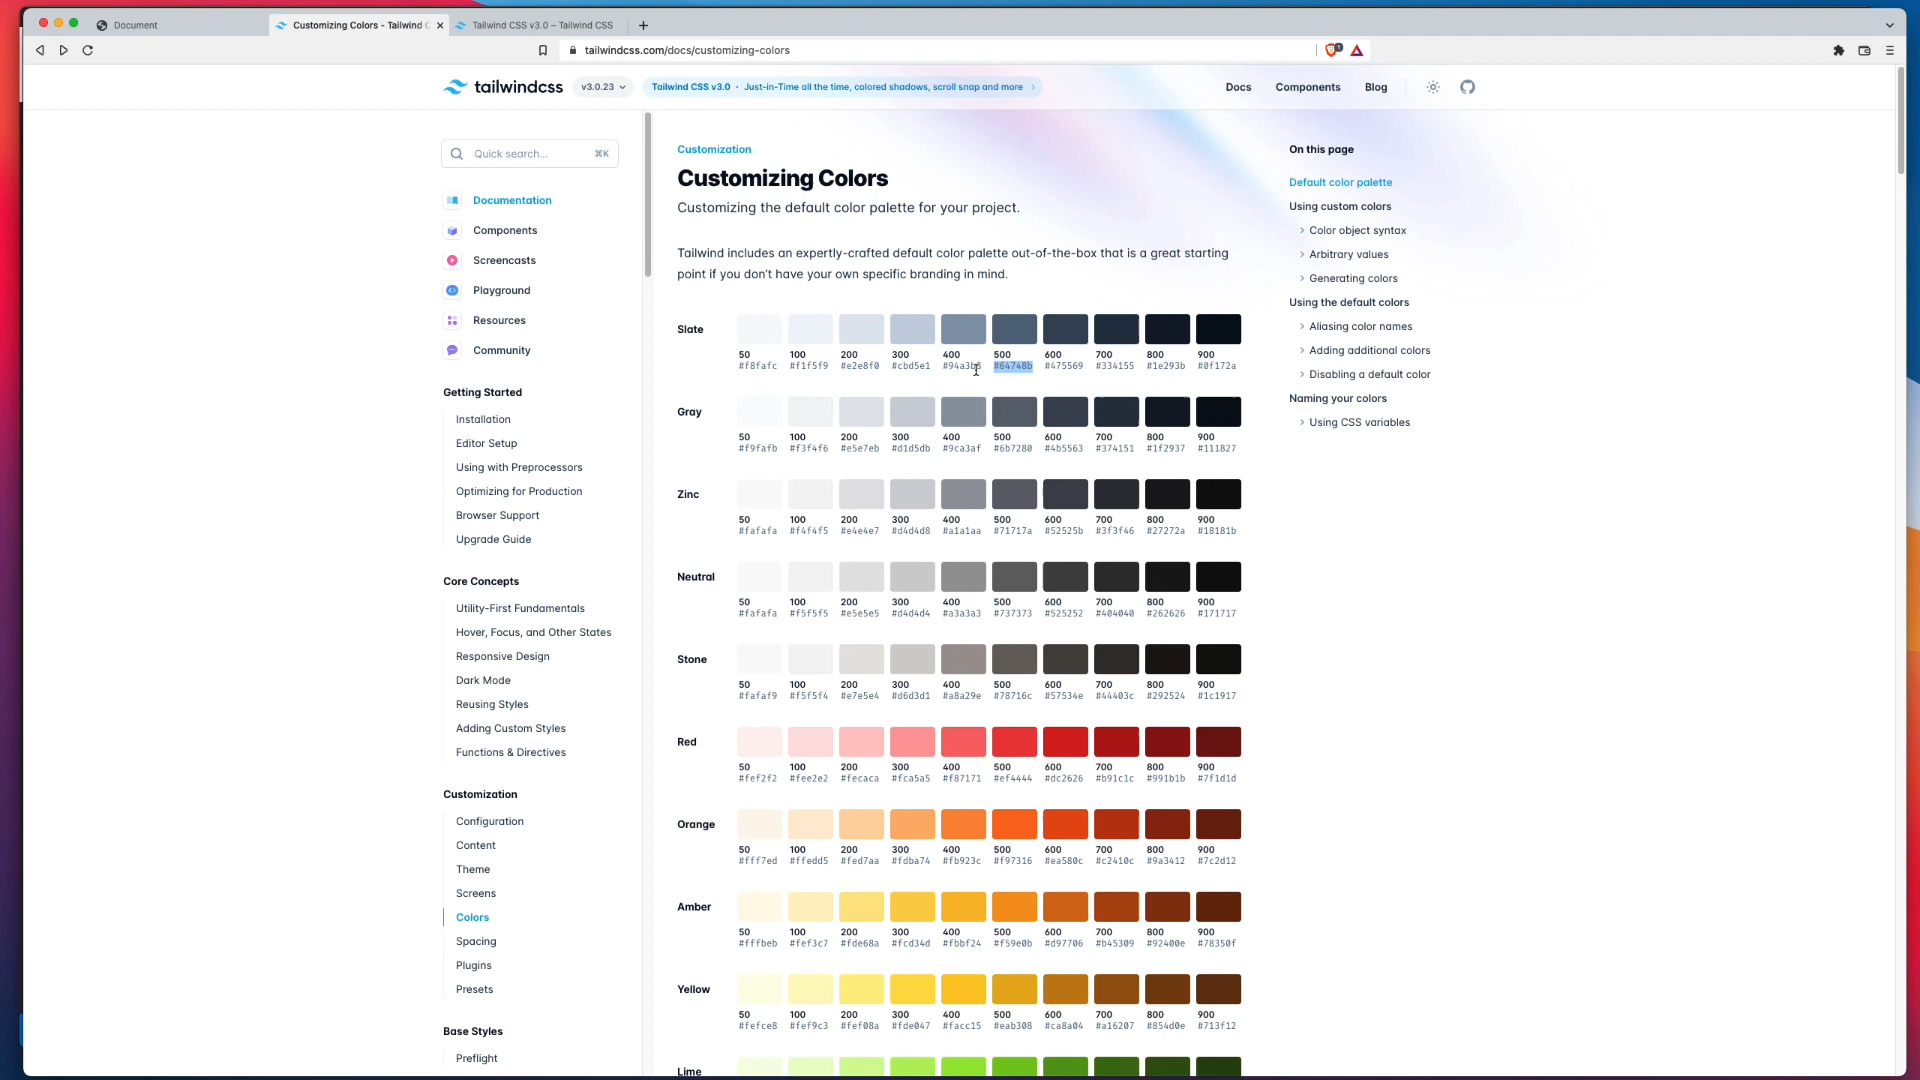 Document
Customizing Colors - Tailwind C
Tailwind CSS v3.0 – Tailwind CSS
tailwindcss.com/docs/customizing-colors
tailwindcss
v3.0.23
Tailwind CSS v3.0 · Just-in-Time all the time, colored shadows, scroll snap and more
Docs
Components
Blog
Quick search...
⌘K
Documentation
Components
Screencasts
Playground
Resources
Community
Getting Started
Installation
Editor Setup
Using with Preprocessors
Optimizing for Production
Browser Support
Upgrade Guide
Core Concepts
Utility-First Fundamentals
Hover, Focus, and Other States
Responsive Design
Dark Mode
Reusing Styles
Adding Custom Styles
Functions & Directives
Customization
Configuration
Content
Theme
Screens
Colors
Spacing
Plugins
Presets
Base Styles
Preflight
Customization
Customizing Colors
Customizing the default color palette for your project.
Tailwind includes an expertly-crafted default color palette out-of-the-box that is a great starting
point if you don't have your own specific branding in mind.
Slate
50 100 200 300 400 500 600 700 800 900
#f8fafc #f1f5f9 #e2e8f0 #cbd5e1 #94a3b8 #64748b #475569 #334155 #1e293b #0f172a
Gray
50 100 200 300 400 500 600 700 800 900
#f9fafb #f3f4f6 #e5e7eb #d1d5db #9ca3af #6b7280 #4b5563 #374151 #1f2937 #111827
Zinc
50 100 200 300 400 500 600 700 800 900
#fafafa #f4f4f5 #e4e4e7 #d4d4d8 #a1a1aa #71717a #52525b #3f3f46 #27272a #18181b
Neutral
50 100 200 300 400 500 600 700 800 900
#fafafa #f5f5f5 #e5e5e5 #d4d4d4 #a3a3a3 #737373 #525252 #404040 #262626 #171717
Stone
50 100 200 300 400 500 600 700 800 900
#fafaf9 #f5f5f4 #e7e5e4 #d6d3d1 #a8a29e #78716c #57534e #44403c #292524 #1c1917
Red
50 100 200 300 400 500 600 700 800 900
#fef2f2 #fee2e2 #fecaca #fca5a5 #f87171 #ef4444 #dc2626 #b91c1c #991b1b #7f1d1d
Orange
50 100 200 300 400 500 600 700 800 900
#fff7ed #ffedd5 #fed7aa #fdba74 #fb923c #f97316 #ea580c #c2410c #9a3412 #7c2d12
Amber
50 100 200 300 400 500 600 700 800 900
#fffbeb #fef3c7 #fde68a #fcd34d #fbbf24 #f59e0b #d97706 #b45309 #92400e #78350f
Yellow
50 100 200 300 400 500 600 700 800 900
#fefce8 #fef9c3 #fef08a #fde047 #facc15 #eab308 #ca8a04 #a16207 #854d0e #713f12
Lime
On this page
Default color palette
Using custom colors
Color object syntax
Arbitrary values
Generating colors
Using the default colors
Aliasing color names
Adding additional colors
Disabling a default color
Naming your colors
Using CSS variables